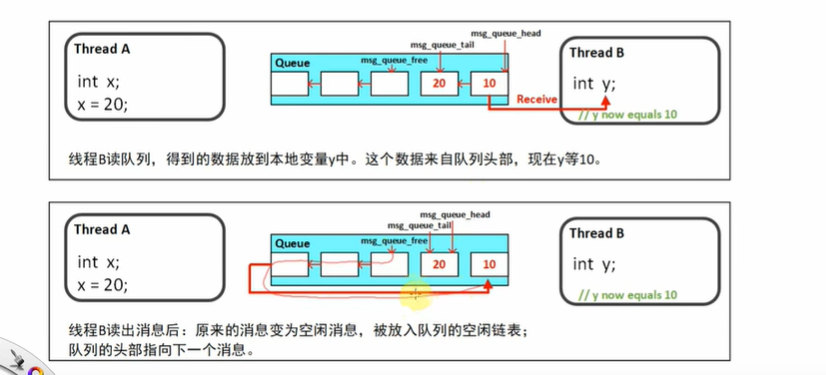 msg_queue_head
msg_queue_tail
Thread A
Queue
msg_queue_free
Thread B
int x;
x = 20;
20
10
int y;
Receive
// y now equals 10
线程B读队列，得到的数据放到本地变量y中。这个数据来自队列头部，现在y等10。
msg_queue_head
msg_queue_tail
Thread A
Queue
msg_queue_free
Thread B
int x;
x = 20;
20
10
int y;
// y now equals 10
线程B读出消息后：原来的消息变为空闲消息，被放入队列的空闲链表；
队列的头部指向下一个消息。